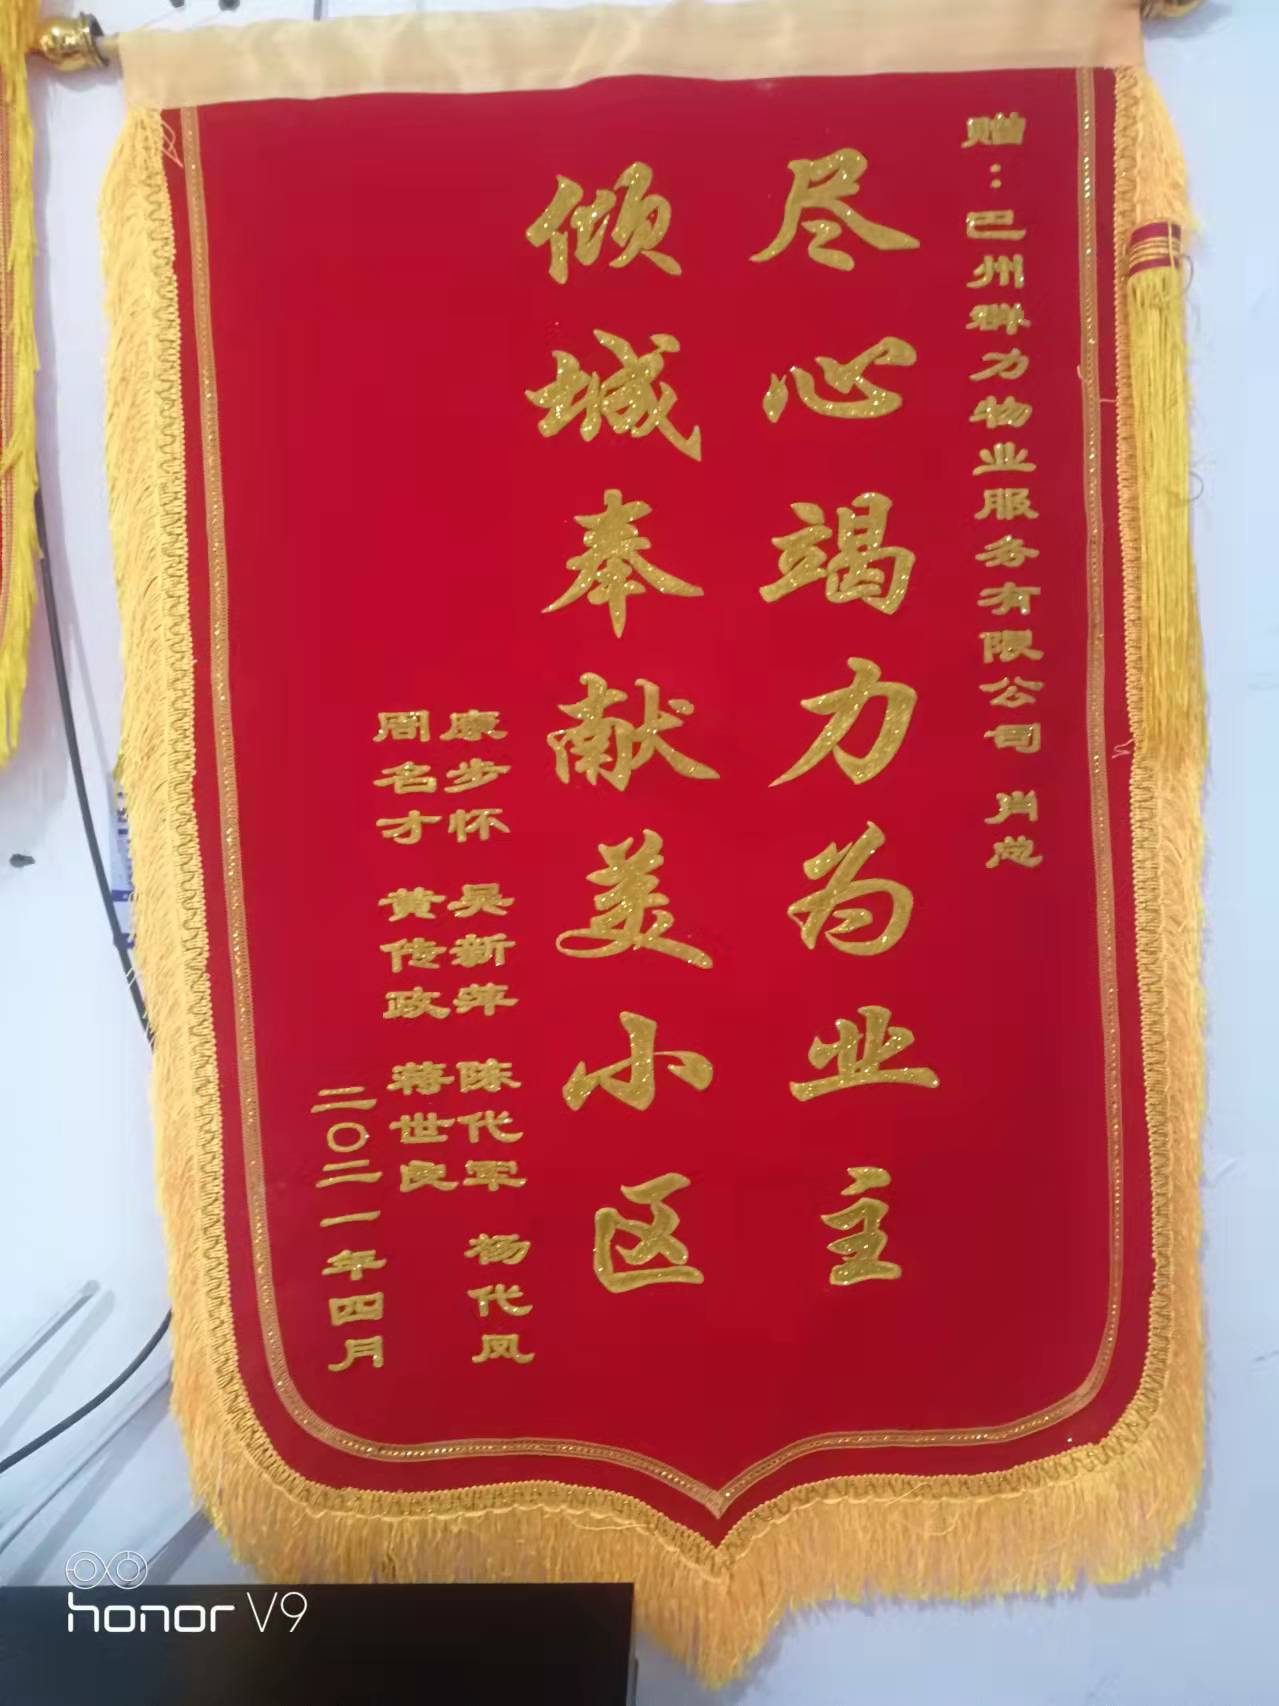 赠：巴州群力物业服务有限公司 肖总
尽心竭力为业主
倾城奉献美小区
康步怀 吴新萍 陈代军 杨代凤
周名才 黄传政 蒋世良
二〇二一年四月
honor V9